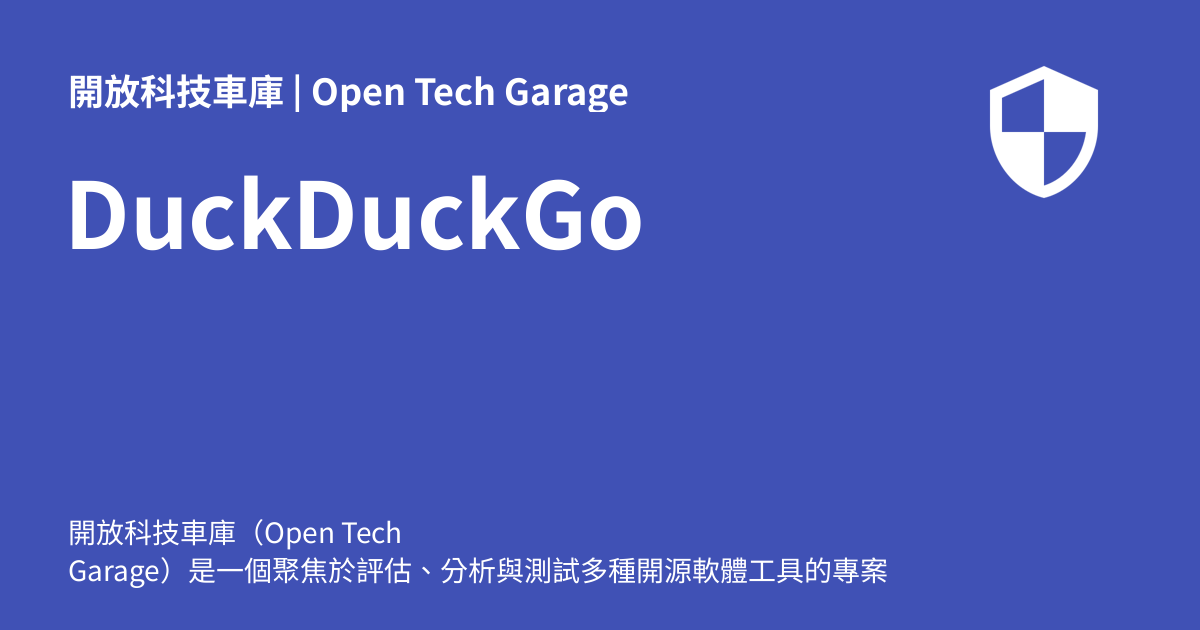 開放科技車庫 | Open Tech Garage
DuckDuckGo
開放科技車庫（Open Tech
Garage）是一個聚焦於評估、分析與測試多種開源軟體工具的專案